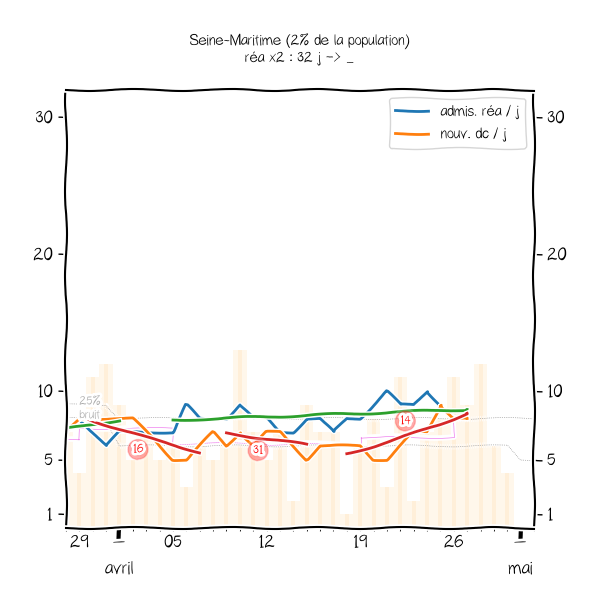 Seine-Maritime (2% de la population)
réa x2 : 32 j -> _
admis. réa / j
nouv. dc / j
30
30
20
20
10
10
25%
bruit
14
16
31
5
5
1
1
29
05
12
19
26
avril
mai